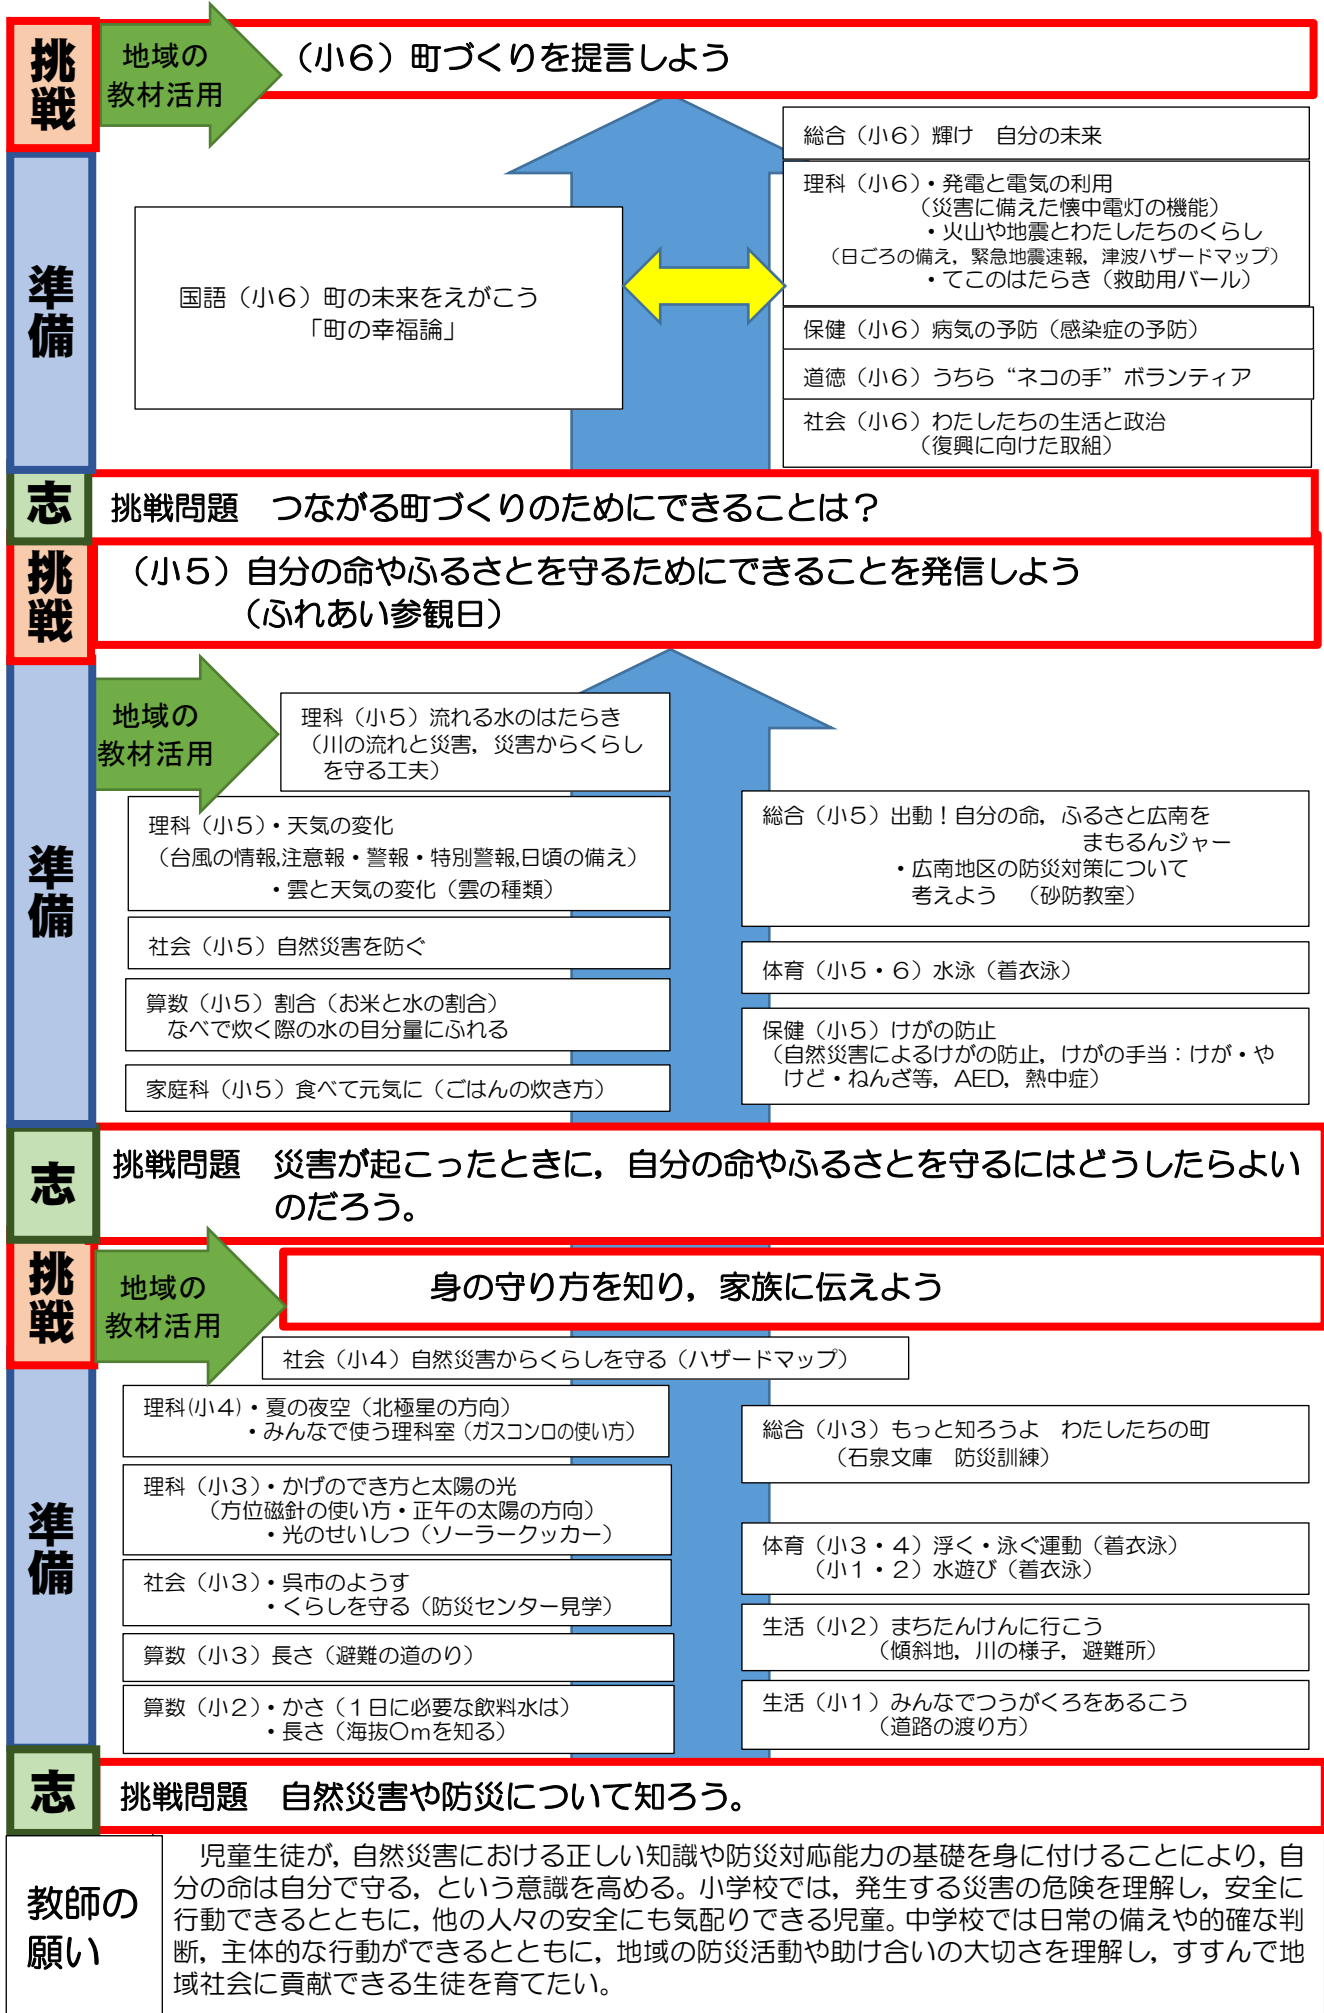 挑戦
地域の
教材活用
（小６）町づくりを提言しよう
準備
国語（小６）町の未来をえがこう
「町の幸福論」
総合（小６）輝け　自分の未来
理科（小６）・発電と電気の利用
（災害に備えた懐中電灯の機能）
・火山や地震とわたしたちのくらし
（日ごろの備え，緊急地震速報，津波ハザードマップ）
・てこのはたらき（救助用バール）
保健（小６）病気の予防（感染症の予防）
道徳（小６）うちら“ネコの手”ボランティア
社会（小６）わたしたちの生活と政治
（復興に向けた取組）
志
挑戦問題　つながる町づくりのためにできることは？
挑戦
（小５）自分の命やふるさとを守るためにできることを発信しよう
（ふれあい参観日）
準備
地域の
教材活用
理科（小５）流れる水のはたらき
（川の流れと災害，災害からくらし
を守る工夫）
理科（小５）・天気の変化
（台風の情報,注意報・警報・特別警報,日頃の備え）
・雲と天気の変化（雲の種類）
社会（小５）自然災害を防ぐ
算数（小５）割合（お米と水の割合）
なべで炊く際の水の目分量にふれる
家庭科（小５）食べて元気に（ごはんの炊き方）
総合（小５）出動！自分の命，ふるさと広南を
まもるんジャー
・広南地区の防災対策について
考えよう　（砂防教室）
体育（小５・６）水泳（着衣泳）
保健（小５）けがの防止
（自然災害によるけがの防止，けがの手当：けが・や
けど・ねんざ等，AED，熱中症）
志
挑戦問題　災害が起こったときに，自分の命やふるさとを守るにはどうしたらよい
のだろう。
挑戦
地域の
教材活用
身の守り方を知り，家族に伝えよう
準備
社会（小４）自然災害からくらしを守る（ハザードマップ）
理科(小４)・夏の夜空（北極星の方向）
・みんなで使う理科室（ガスコンロの使い方）
理科（小３）・かげのでき方と太陽の光
（方位磁針の使い方・正午の太陽の方向）
・光のせいしつ（ソーラークッカー）
社会（小３）・呉市のようす
・くらしを守る（防災センター見学）
算数（小３）長さ（避難の道のり）
算数（小２）・かさ（１日に必要な飲料水は）
・長さ（海抜〇ｍを知る）
総合（小３）もっと知ろうよ　わたしたちの町
（石泉文庫　防災訓練）
体育（小３・４）浮く・泳ぐ運動（着衣泳）
（小１・２）水遊び（着衣泳）
生活（小２）まちたんけんに行こう
（傾斜地，川の様子，避難所）
生活（小１）みんなでつうがくろをあるこう
（道路の渡り方）
志
挑戦問題　自然災害や防災について知ろう。
教師の
願い
児童生徒が，自然災害における正しい知識や防災対応能力の基礎を身に付けることにより，自
分の命は自分で守る，という意識を高める。小学校では，発生する災害の危険を理解し，安全に
行動できるとともに，他の人々の安全にも気配りできる児童。中学校では日常の備えや的確な判
断，主体的な行動ができるとともに，地域の防災活動や助け合いの大切さを理解し，すすんで地
域社会に貢献できる生徒を育てたい。